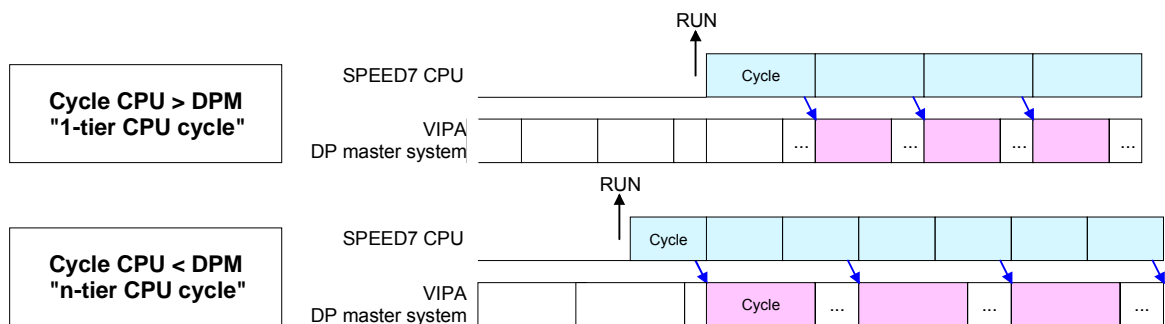 RUN
SPEED7 CPU
Cycle
Cycle CPU > DPM
"1-tier CPU cycle"
VIPA
DP master system
... ... ... ...
RUN
SPEED7 CPU
Cycle
Cycle CPU < DPM
"n-tier CPU cycle"
VIPA
DP master system
Cycle ... ... ...